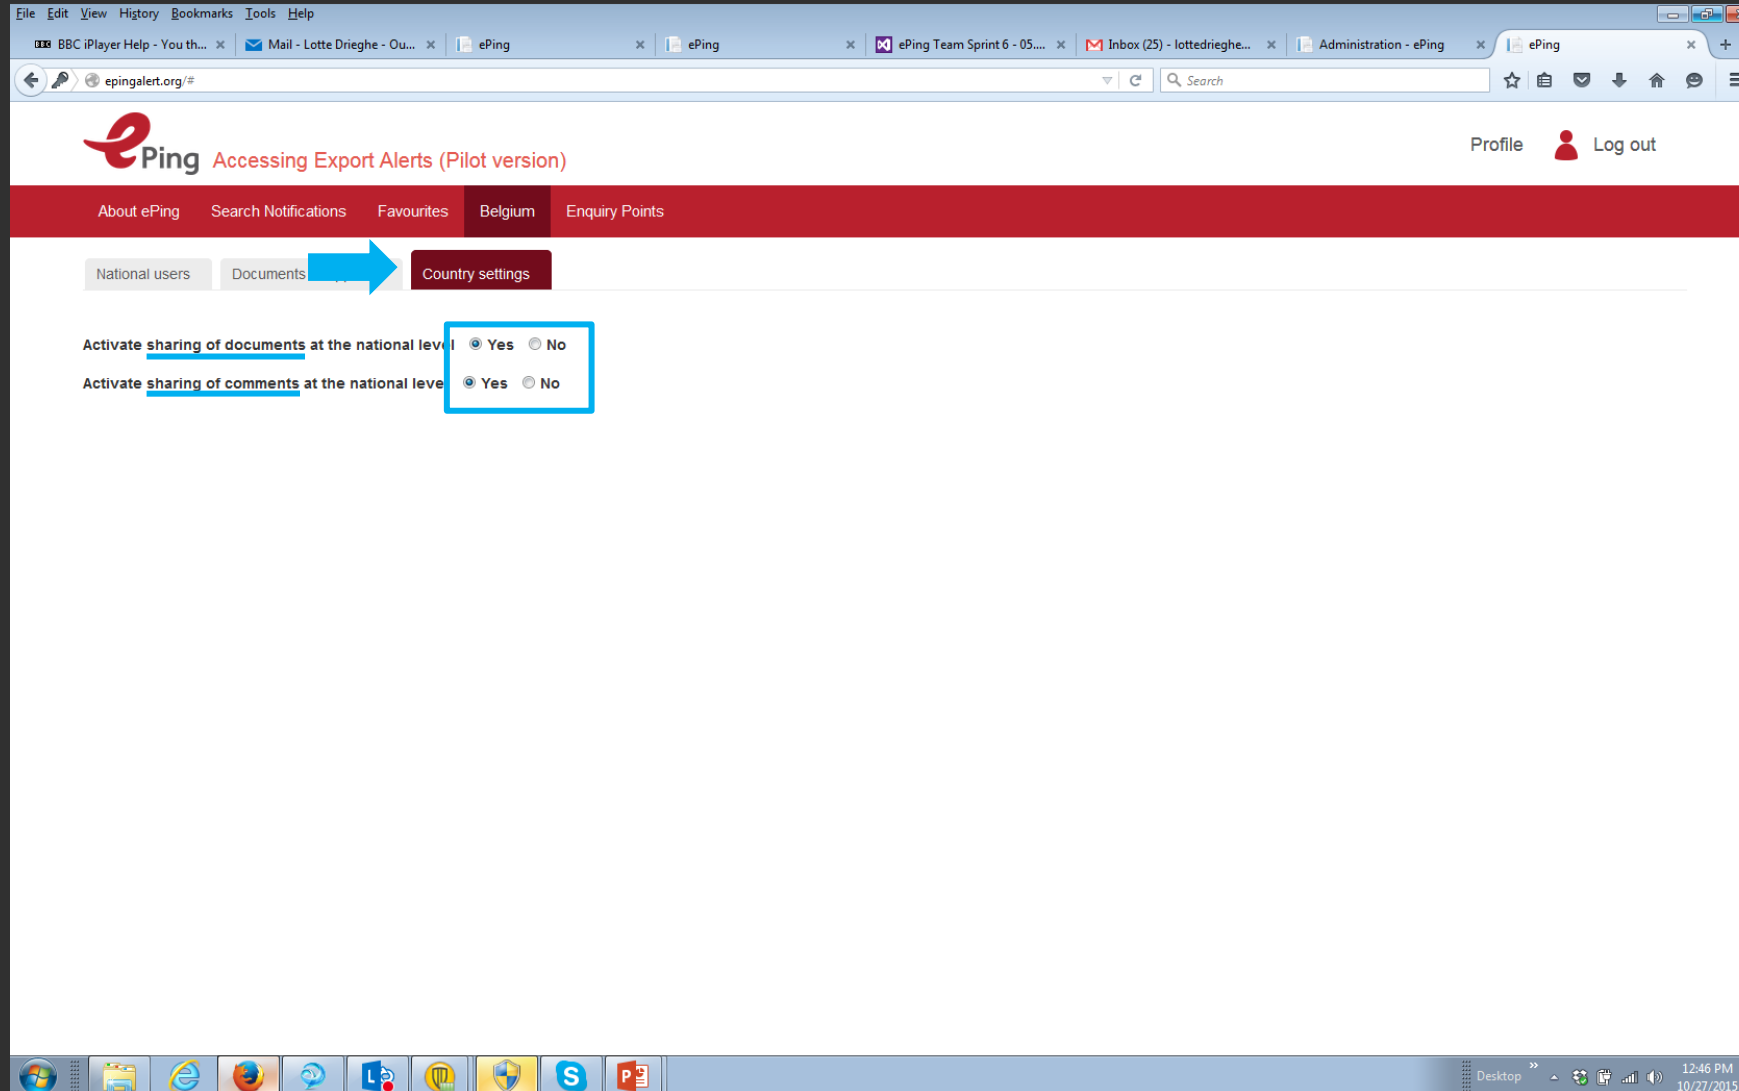 File Edit View History Bookmarks Tools Help
BBC iPlayer Help - You th... Mail - Lotte Drieghe - Ou... ePing ePing ePing Team Sprint 6 - 05.... Inbox (25) - lottedrieghe... Administration - ePing ePing
epingalert.org/# Search
ePing Accessing Export Alerts (Pilot version) Profile Log out
About ePing Search Notifications Favourites Belgium Enquiry Points
National users Documents Country settings
Activate sharing of documents at the national level Yes No
Activate sharing of comments at the national leve Yes No
Desktop 12:46 PM
10/27/2015